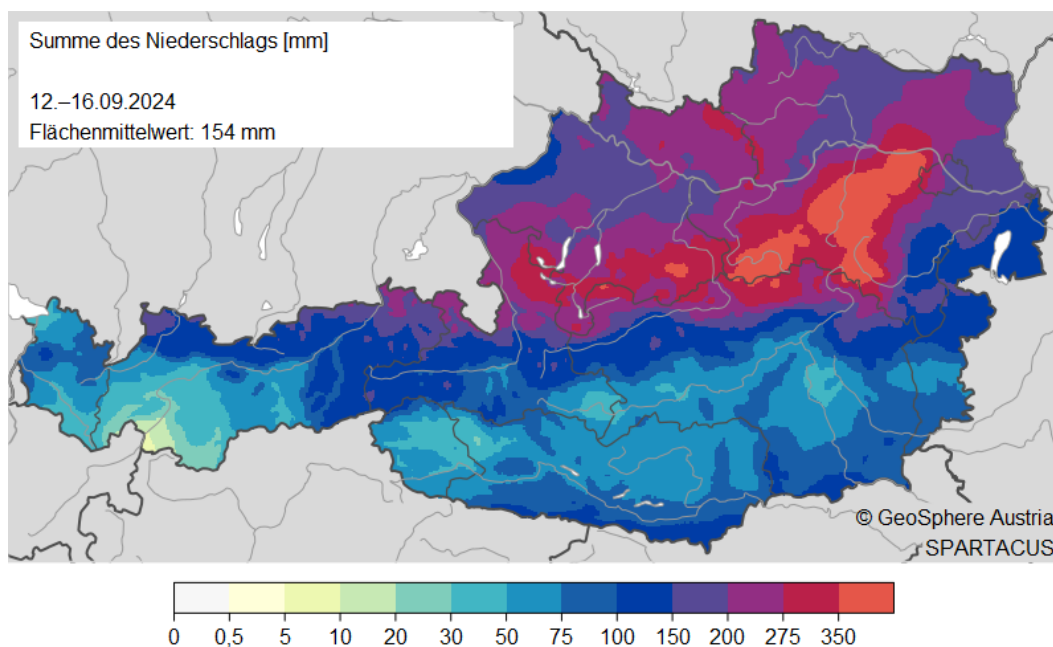 Summe des Niederschlags [mm]
12.–16.09.2024
Flächenmittelwert: 154 mm
© GeoSphere Austria
SPARTACUS
0 0,5 5 10 20 30 50 75 100 150 200 275 350